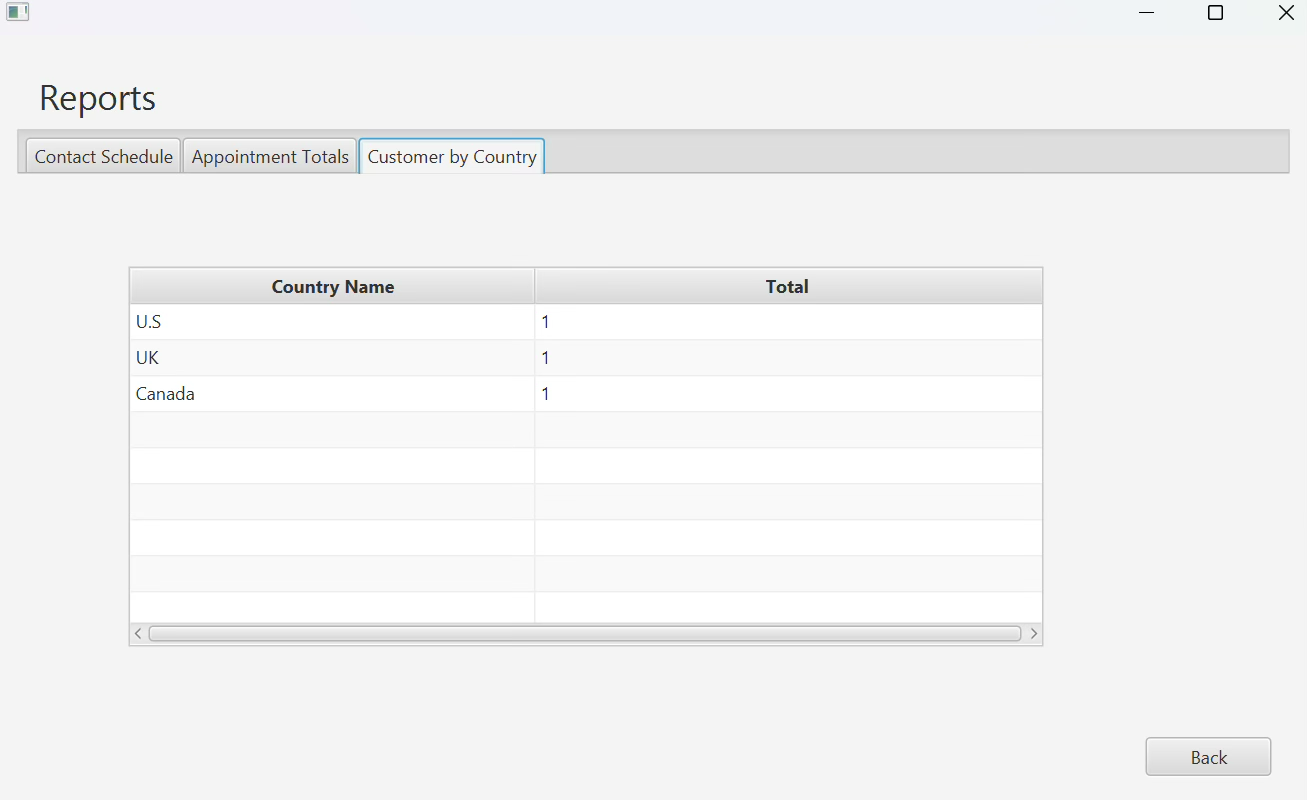 Reports
Contact Schedule Appointment Totals Customer by Country
Country Name Total
U.S 1
UK 1
Canada 1
Back